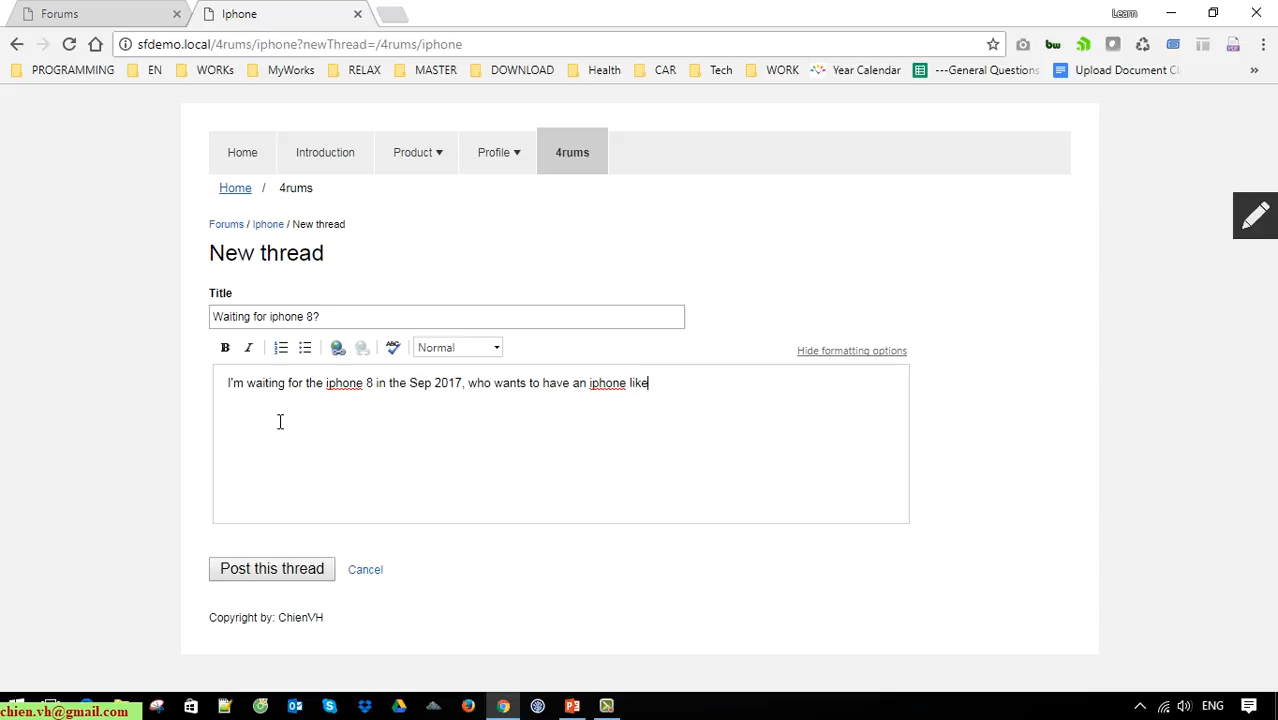 Forums
Iphone
Learn
sfdemo.local/4rums/iphone?newThread=/4rums/iphone
PROGRAMMING EN WORKs MyWorks RELAX MASTER DOWNLOAD Health CAR Tech WORK Year Calendar ---General Questions Upload Document Cl
Home Introduction Product Profile 4rums
Home / 4rums
Forums / Iphone / New thread
New thread
Title
Waiting for iphone 8?
B I ABC Normal Hide formatting options
I'm waiting for the iphone 8 in the Sep 2017, who wants to have an iphone like
Post this thread Cancel
Copyright by: ChienVH
chien.vh@gmail.com
ENG